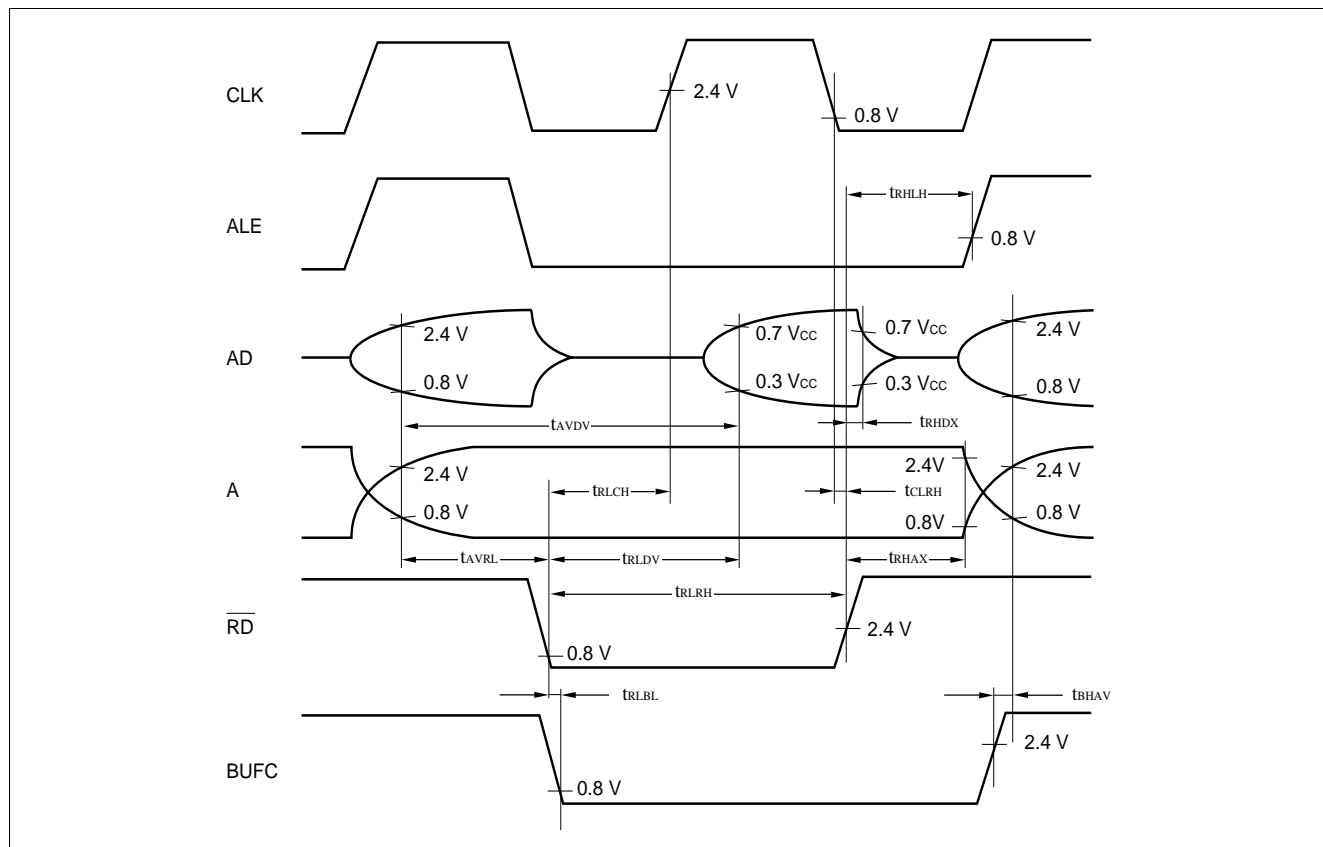 CLK
2.4 V
0.8 V
tRHLH
ALE
0.8 V
2.4 V
0.7 VCC
0.7 VCC
2.4 V
AD
0.8 V
0.3 VCC
0.3 VCC
0.8 V
tAVDV
tRHDX
2.4 V
2.4V
2.4 V
A
tRLCH
tCLRH
0.8 V
0.8V
0.8 V
tAVRL
tRLDV
tRHAX
tRLRH
RD
2.4 V
0.8 V
tRLBL
tBHAV
2.4 V
BUFC
0.8 V